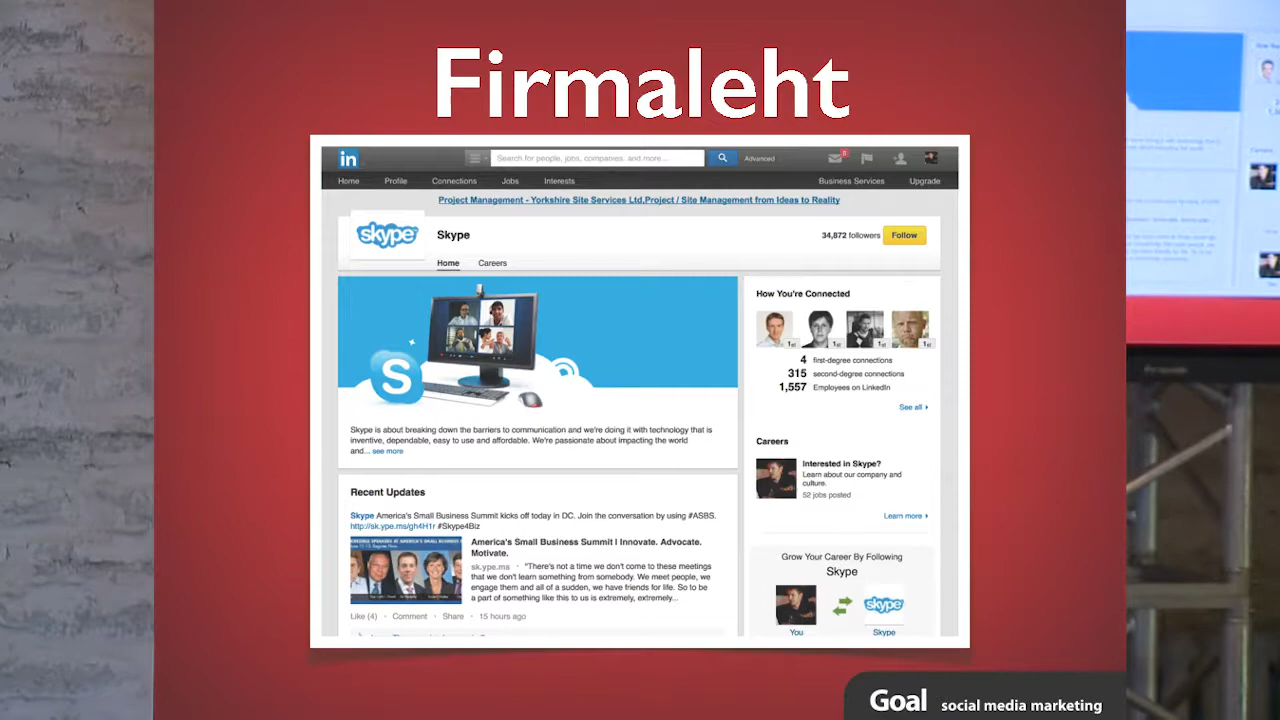 Firmaleht
in
Search for people, jobs, companies, and more...
Advanced
8
Home Profile Connections Jobs Interests Business Services Upgrade
Project Management - Yorkshire Site Services Ltd.Project / Site Management from Ideas to Reality
skype
Skype
34,872 followers
Follow
Home Careers
S
Skype is about breaking down the barriers to communication and we're doing it with technology that is
inventive, dependable, easy to use and affordable. We're passionate about impacting the world
and... see more
Recent Updates
Skype America's Small Business Summit kicks off today in DC. Join the conversation by using #ASBS.
http://sk.ype.ms/gh4H1r #Skype4Biz
America's Small Business Summit | Innovate. Advocate.
Motivate.
sk.ype.ms · "There's not a time we don't come to these meetings
that we don't learn something from somebody. We meet people, we
engage them and all of a sudden, we have friends for life. So to be
a part of something like this to us is extremely, extremely...
Like (4) · Comment · Share · 15 hours ago
How You're Connected
1st 1st 1st 1st
4 first-degree connections
315 second-degree connections
1,557 Employees on LinkedIn
See all
Careers
Interested in Skype?
Learn about our company and
culture.
52 jobs posted
Learn more
Grow Your Career By Following
Skype
skype
You Skype
Goal social media marketing